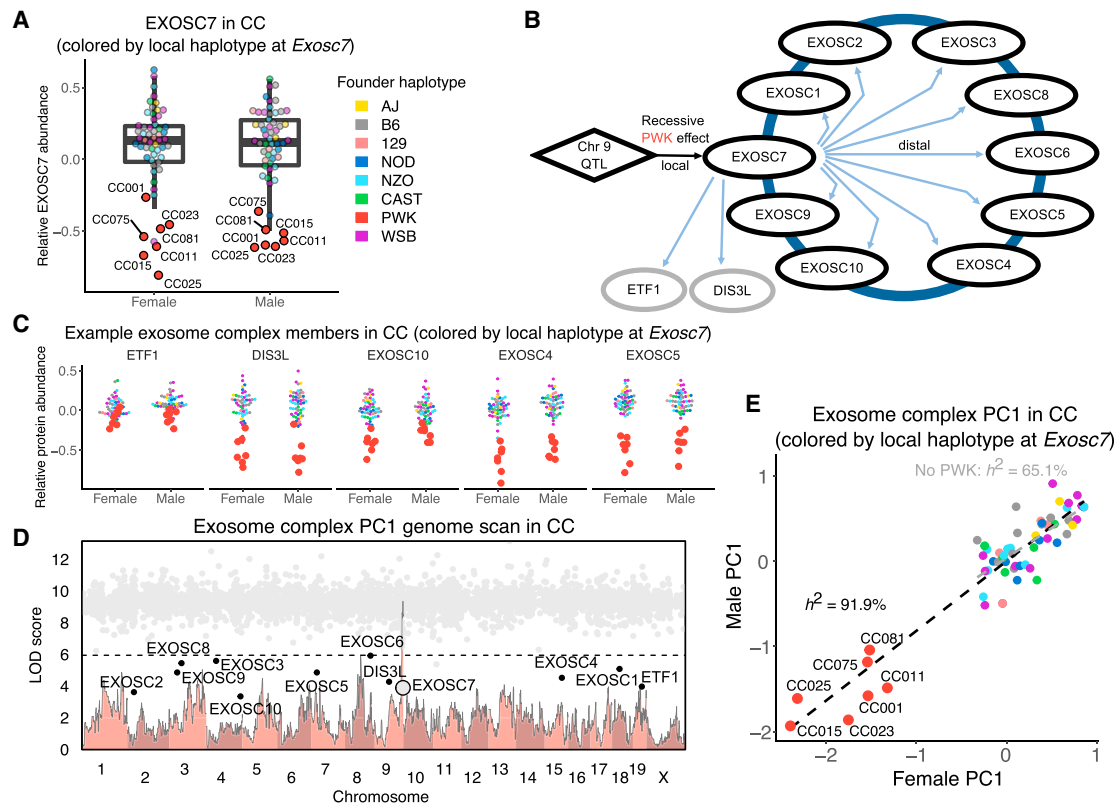 A
EXOSC7 in CC
(colored by local haplotype at Exosc7)
Relative EXOSC7 abundance
0.5
0.0
−0.5
CC001
CC075
CC023
CC081
CC011
CC015
CC025
CC075
CC081
CC015
CC001
CC011
CC025
CC023
Female
Male
Founder haplotype
AJ
B6
129
NOD
NZO
CAST
PWK
WSB
B
Chr 9
QTL
Recessive
PWK effect
local
EXOSC7
distal
EXOSC2
EXOSC3
EXOSC1
EXOSC8
EXOSC6
EXOSC9
EXOSC5
EXOSC10
EXOSC4
ETF1
DIS3L
C
Example exosome complex members in CC (colored by local haplotype at Exosc7)
Relative protein abundance
ETF1
DIS3L
EXOSC10
EXOSC4
EXOSC5
0.5
0.0
−0.5
Female
Male
Female
Male
Female
Male
Female
Male
Female
Male
D
Exosome complex PC1 genome scan in CC
LOD score
12
10
8
6
4
2
0
EXOSC2
EXOSC8
EXOSC9
EXOSC3
EXOSC10
EXOSC5
EXOSC6
DIS3L
EXOSC7
EXOSC4
EXOSC1
ETF1
1
2
3
4
5
6
7
8
9
10
11
12
13
14
15
16
17
18
19
X
Chromosome
E
Exosome complex PC1 in CC
(colored by local haplotype at Exosc7)
No PWK: h² = 65.1%
h² = 91.9%
Male PC1
1
0
−1
−2
CC081
CC075
CC011
CC025
CC001
CC015
CC023
−2
−1
0
1
Female PC1